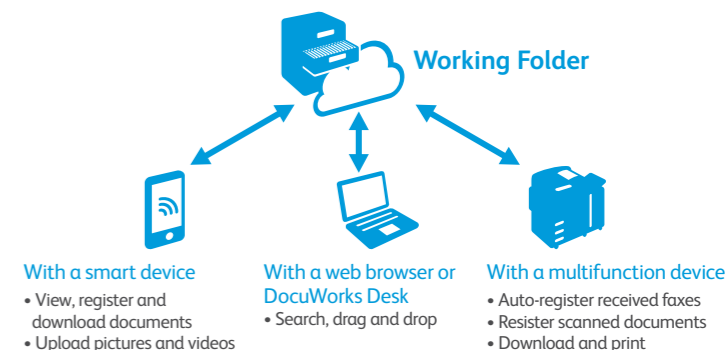 Working Folder
With a smart device
• View, register and
download documents
• Upload pictures and videos
With a web browser or
DocuWorks Desk
• Search, drag and drop
With a multifunction device
• Auto-register received faxes
• Resister scanned documents
• Download and print